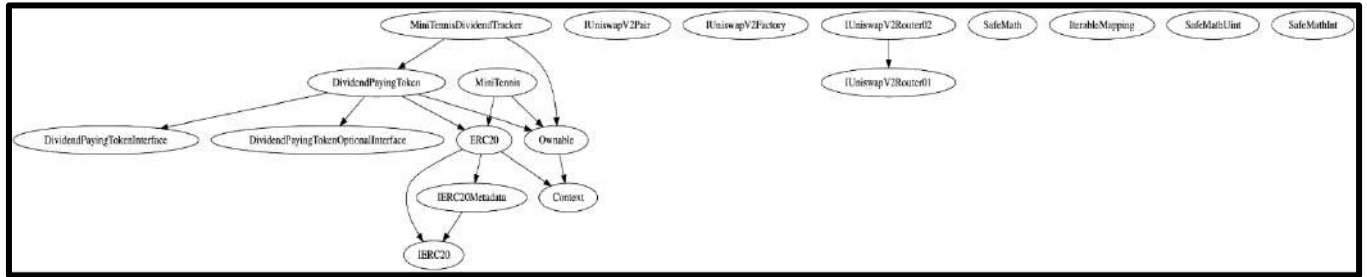 MiniTennisDividendTracker
IUniswapV2Pair
IUniswapV2Factory
IUniswapV2Router02
SafeMath
IterableMapping
SafeMathUint
SafeMathInt
DividendPayingToken
MiniTennis
IUniswapV2Router01
DividendPayingTokenInterface
DividendPayingTokenOptionalInterface
ERC20
Ownable
IERC20Metadata
Context
IERC20